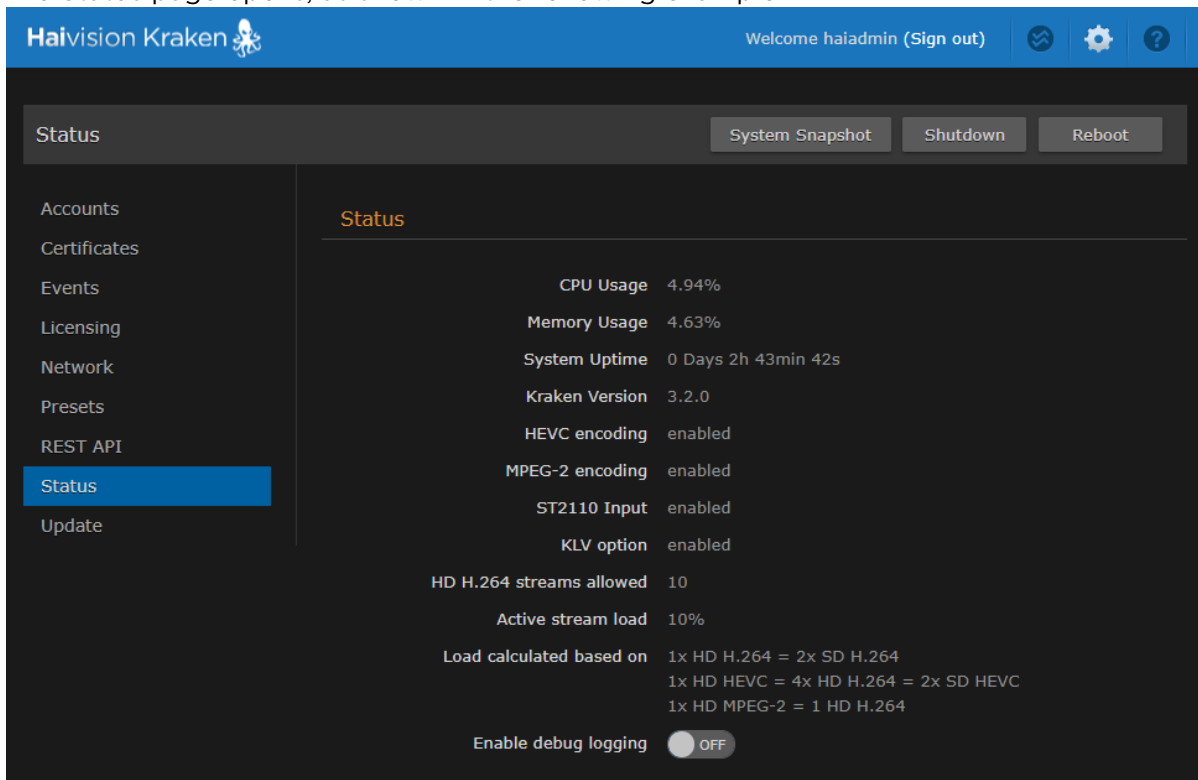 Haivision Kraken
Welcome haiadmin (Sign out)
Status
System Snapshot
Shutdown
Reboot
Accounts
Certificates
Events
Licensing
Network
Presets
REST API
Status
Update
Status
CPU Usage 4.94%
Memory Usage 4.63%
System Uptime 0 Days 2h 43min 42s
Kraken Version 3.2.0
HEVC encoding enabled
MPEG-2 encoding enabled
ST2110 Input enabled
KLV option enabled
HD H.264 streams allowed 10
Active stream load 10%
Load calculated based on 1x HD H.264 = 2x SD H.264
1x HD HEVC = 4x HD H.264 = 2x SD HEVC
1x HD MPEG-2 = 1 HD H.264
Enable debug logging OFF